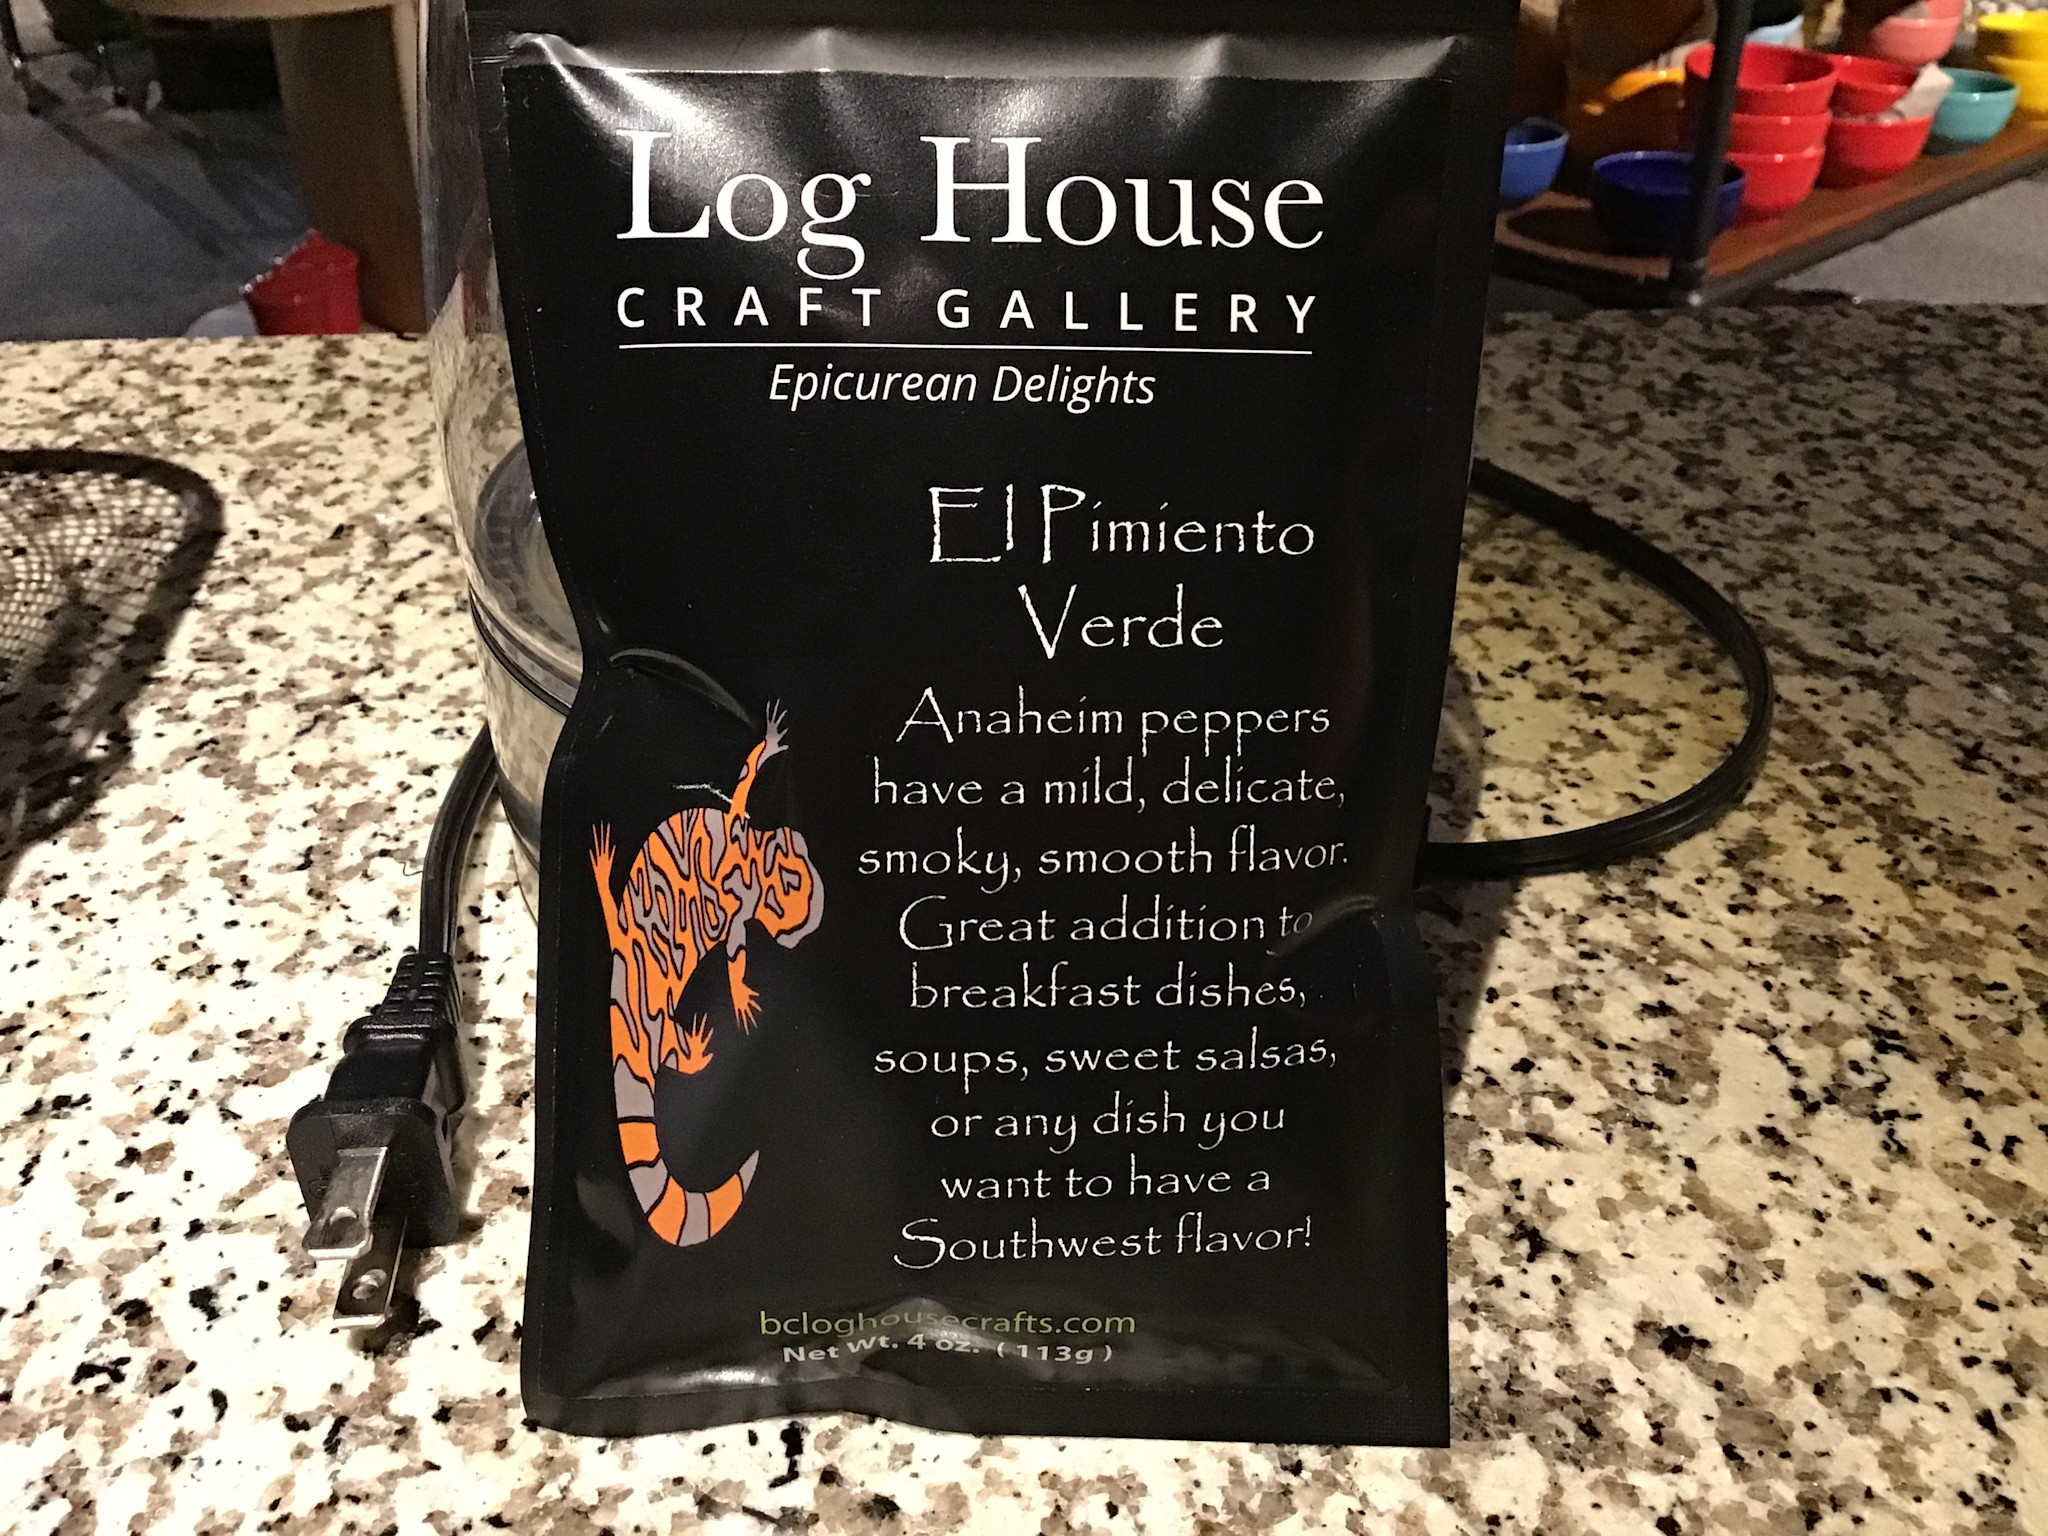 Log House
CRAFT GALLERY
Epicurean Delights
El Pimiento
Verde
Anaheim peppers
have a mild, delicate,
smoky, smooth flavor.
Great addition to
breakfast dishes,
soups, sweet salsas,
or any dish you
want to have a
Southwest flavor!
bcloghousecrafts.com
Net Wt. 4 oz. (113g)